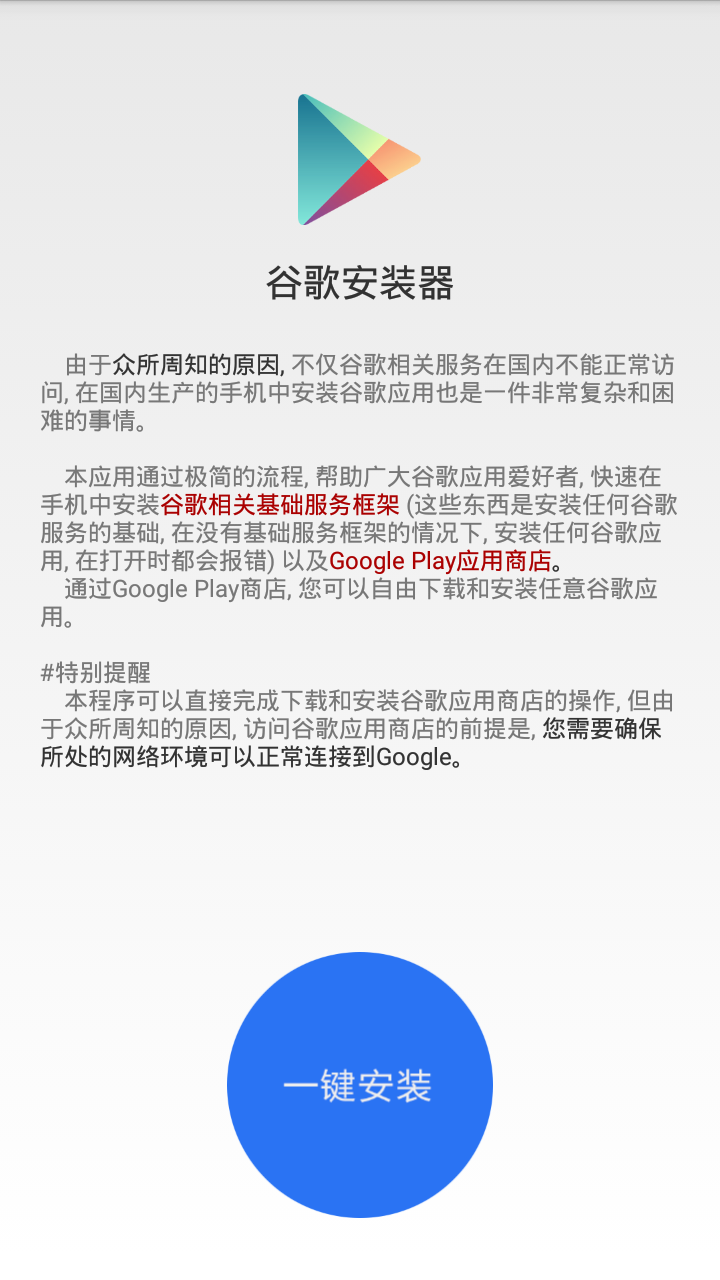 谷歌安装器
由于众所周知的原因, 不仅谷歌相关服务在国内不能正常访
问, 在国内生产的手机中安装谷歌应用也是一件非常复杂和困
难的事情。
本应用通过极简的流程, 帮助广大谷歌应用爱好者, 快速在
手机中安装谷歌相关基础服务框架 (这些东西是安装任何谷歌
服务的基础, 在没有基础服务框架的情况下, 安装任何谷歌应
用, 在打开时都会报错) 以及Google Play应用商店。
通过Google Play商店, 您可以自由下载和安装任意谷歌应
用。
#特别提醒
本程序可以直接完成下载和安装谷歌应用商店的操作, 但由
于众所周知的原因, 访问谷歌应用商店的前提是, 您需要确保
所处的网络环境可以正常连接到Google。
一键安装